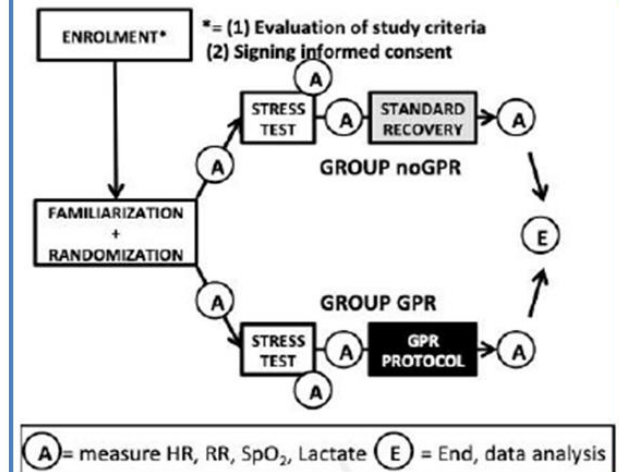 ENROLMENT*
*= (1) Evaluation of study criteria
(2) Signing informed consent
A
STRESS
TEST
A
STANDARD
RECOVERY
A
A
GROUP noGPR
FAMILIARIZATION
+
RANDOMIZATION
E
A
GROUP GPR
STRESS
TEST
A
GPR
PROTOCOL
A
A
A = measure HR, RR, SpO₂, Lactate E = End, data analysis